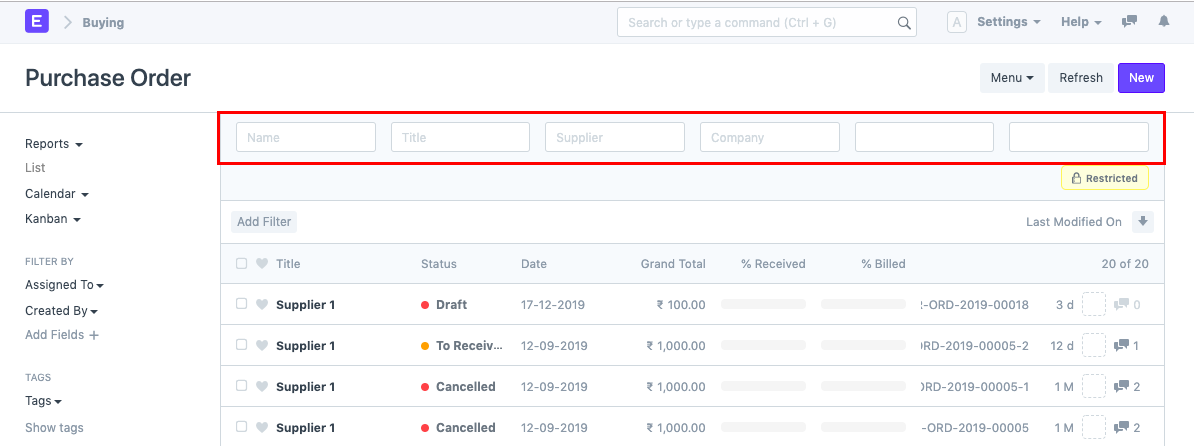 E Buying Search or type a command (Ctrl + G) A Settings Help
Purchase Order Menu Refresh New
Name Title Supplier Company
Reports
List
Calendar
Kanban
Restricted
Add Filter Last Modified On
FILTER BY
Assigned To
Created By
Add Fields +
TAGS
Tags
Show tags
Title Status Date Grand Total % Received % Billed 20 of 20
Supplier 1 Draft 17-12-2019 ₹ 100.00 -ORD-2019-00018 3 d 0
Supplier 1 To Receiv... 12-09-2019 ₹ 1,000.00 ORD-2019-00005-2 12 d 1
Supplier 1 Cancelled 12-09-2019 ₹ 1,000.00 ORD-2019-00005-1 1 M 2
Supplier 1 Cancelled 12-09-2019 ₹ 1,000.00 -ORD-2019-00005 1 M 2